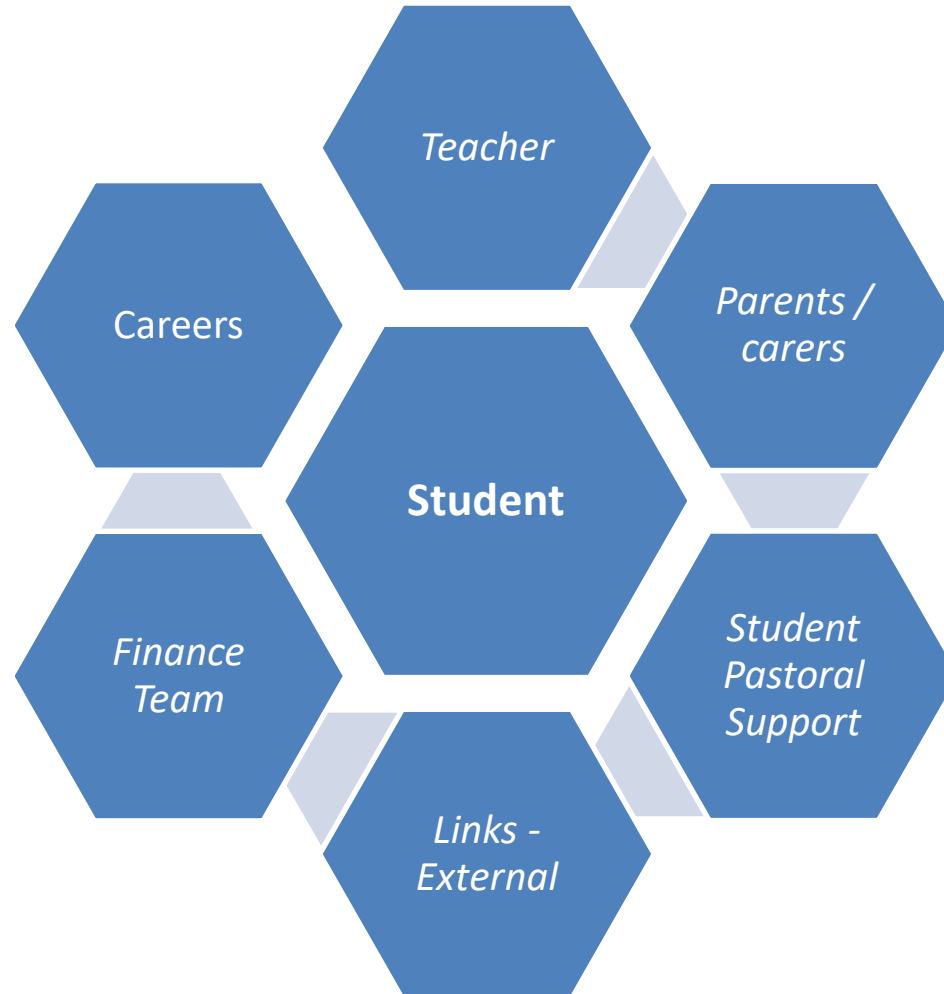 Teacher
Careers
Parents /
carers
Student
Finance
Team
Student
Pastoral
Support
Links -
External